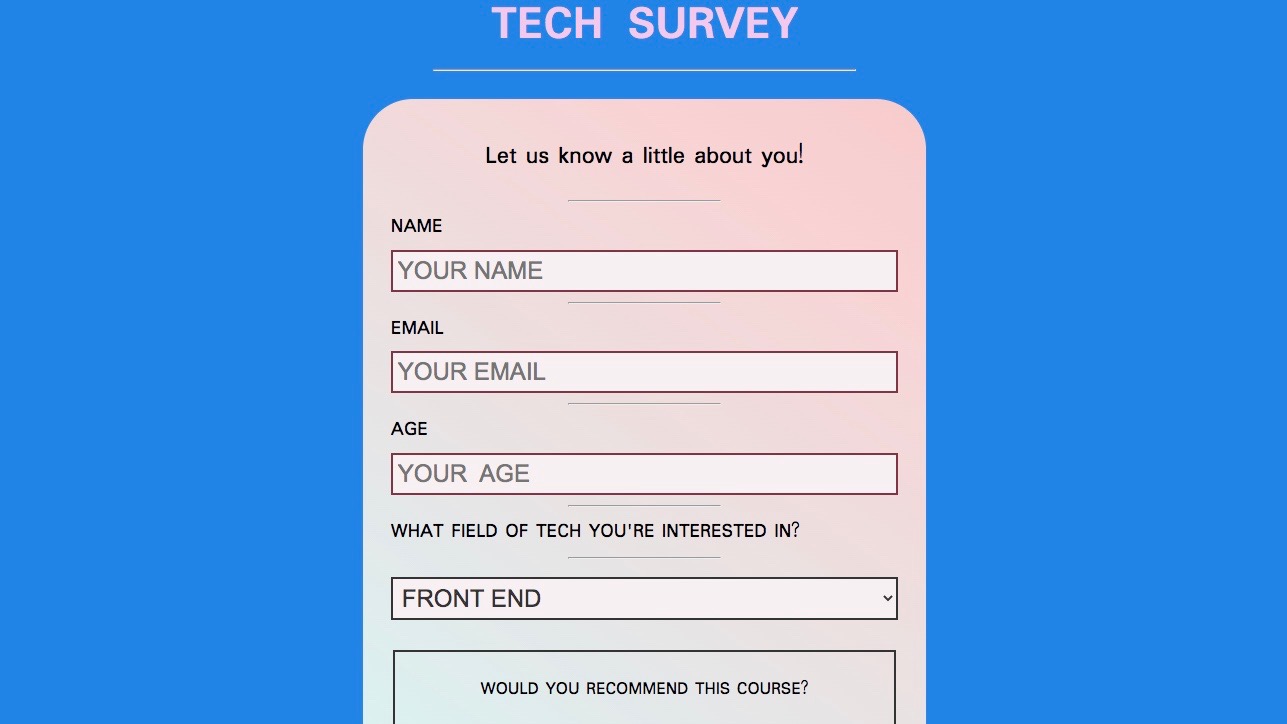 TECH SURVEY
Let us know a little about you!
NAME
YOUR NAME
EMAIL
YOUR EMAIL
AGE
YOUR  AGE
WHAT FIELD OF TECH YOU'RE INTERESTED IN?
FRONT END
WOULD YOU RECOMMEND THIS COURSE?